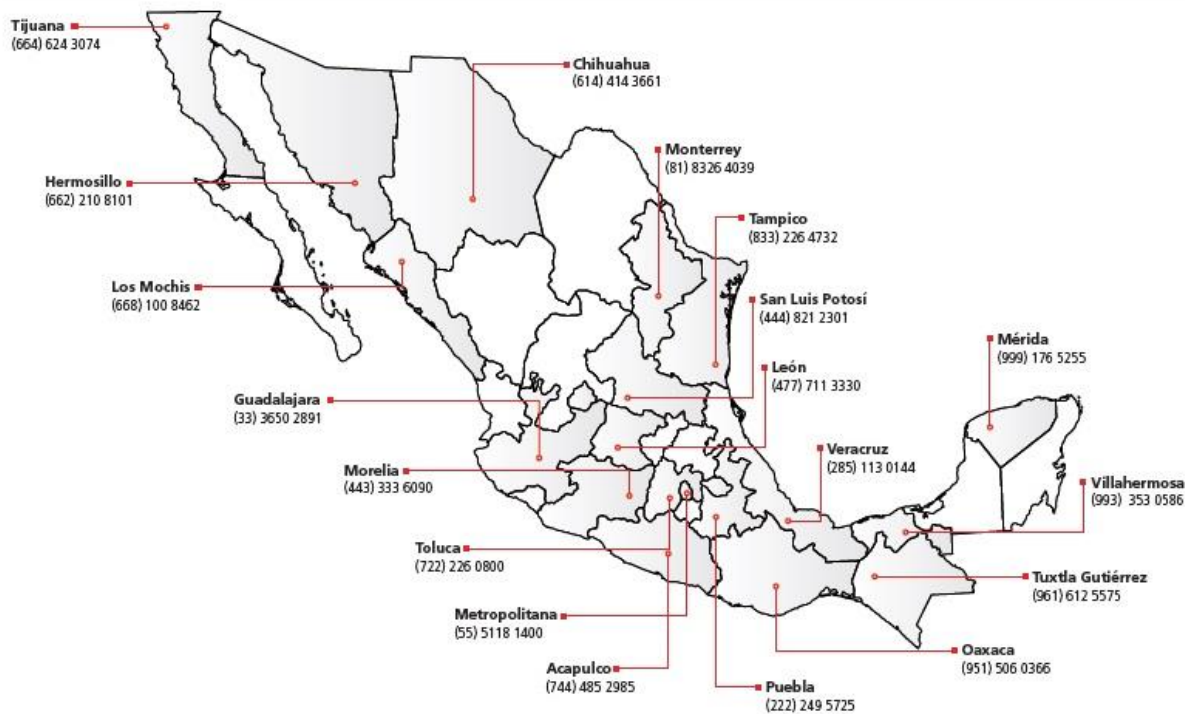 Tijuana
(664) 624 3074
Chihuahua
(614) 414 3661
Monterrey
(81) 8326 4039
Hermosillo
(662) 210 8101
Tampico
(833) 226 4732
Los Mochis
(668) 100 8462
San Luis Potosí
(444) 821 2301
Mérida
(999) 176 5255
León
(477) 711 3330
Guadalajara
(33) 3650 2891
Veracruz
(285) 113 0144
Morelia
(443) 333 6090
Villahermosa
(993) 353 0586
Toluca
(722) 226 0800
Tuxtla Gutiérrez
(961) 612 5575
Metropolitana
(55) 5118 1400
Oaxaca
(951) 506 0366
Acapulco
(744) 485 2985
Puebla
(222) 249 5725